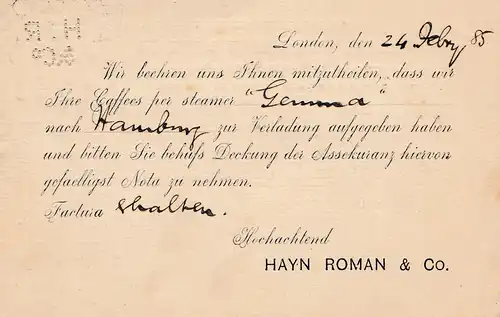 London, den 24 Febry 85
Wir beehren uns Ihnen mitzutheilen, dass wir
Ihre Caffees per steamer "Gemma"
nach Hamburg zur Verladung aufgegeben haben
und bitten Sie behufs Deckung der Assekuranz hiervon
gefaelligst Nota zu nehmen.
Factura erhalten.
Hochachtend
HAYN ROMAN & Co.